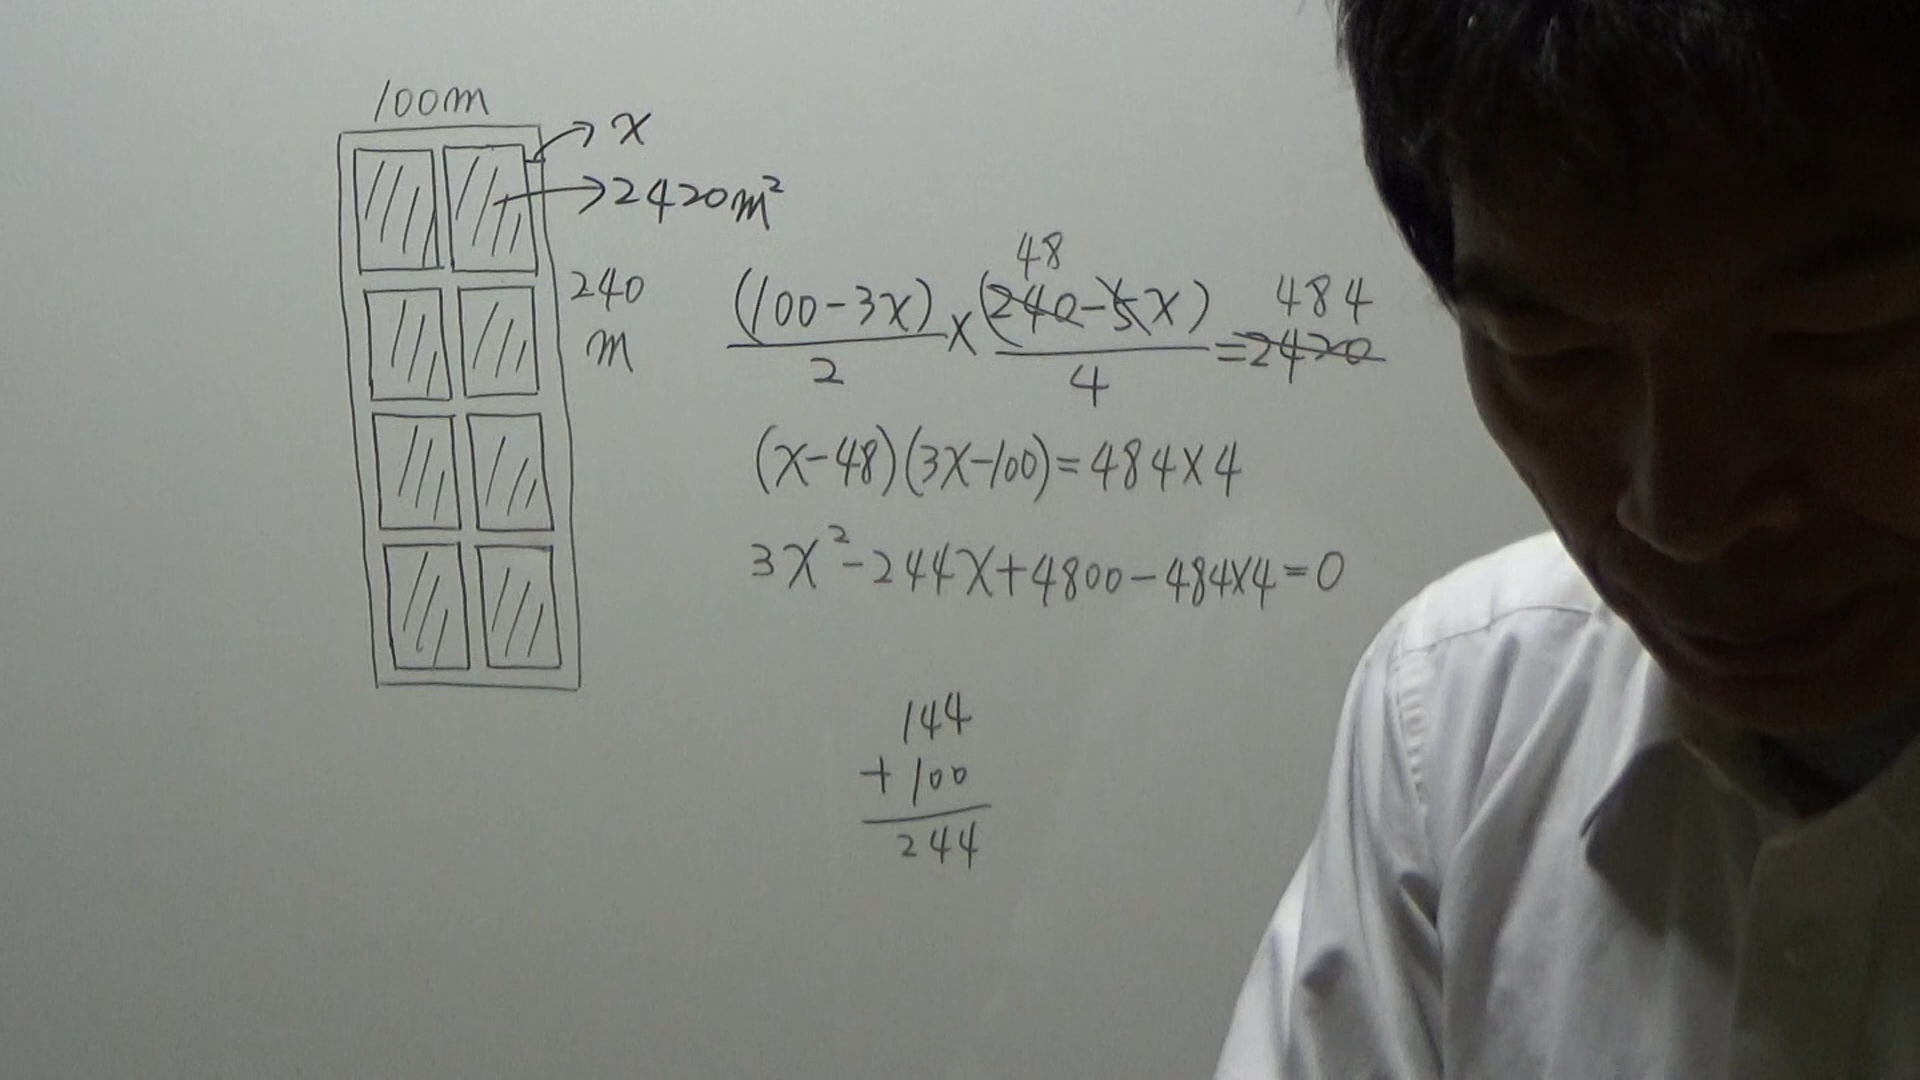 100m
x
2420m²
240
m
48
(100-3x)/2 × (240-5x)/4 = 2420
484
(x-48)(3x-100)=484×4
3x²-244x+4800-484×4=0
144
+100
244